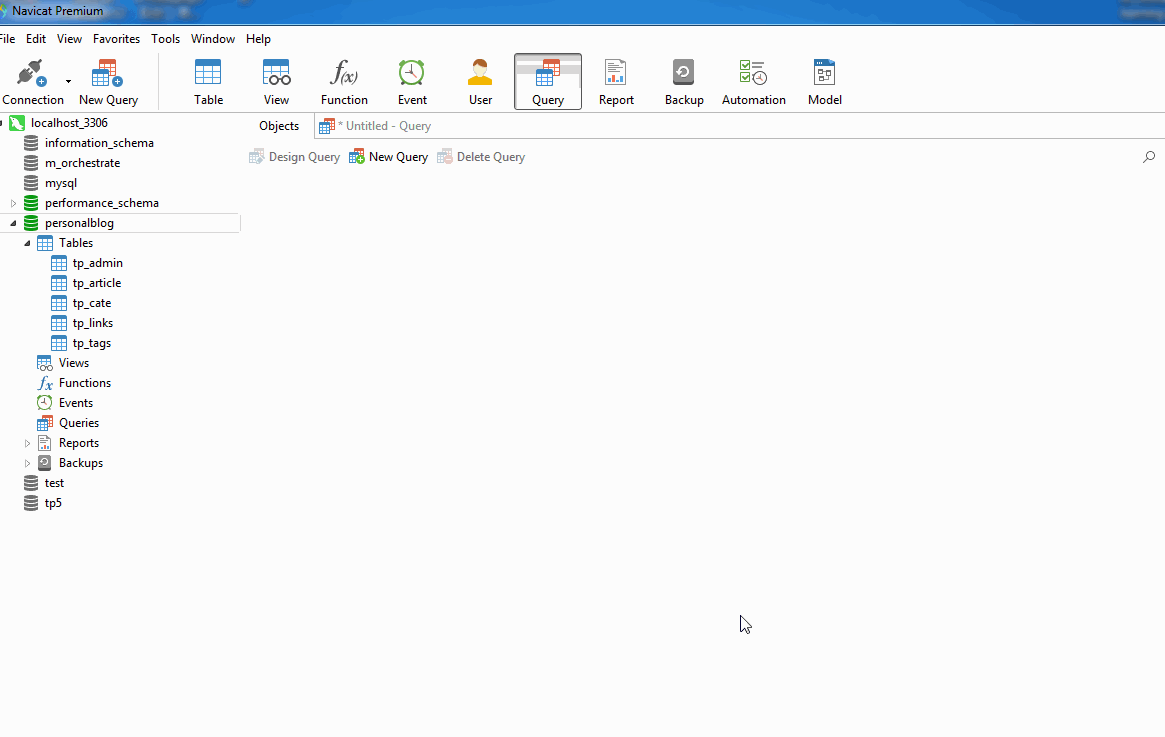 Navicat Premium
File Edit View Favorites Tools Window Help
Connection New Query Table View Function Event User Query Report Backup Automation Model
Objects * Untitled - Query
Design Query New Query Delete Query
localhost_3306
information_schema
m_orchestrate
mysql
performance_schema
personalblog
Tables
tp_admin
tp_article
tp_cate
tp_links
tp_tags
Views
Functions
Events
Queries
Reports
Backups
test
tp5